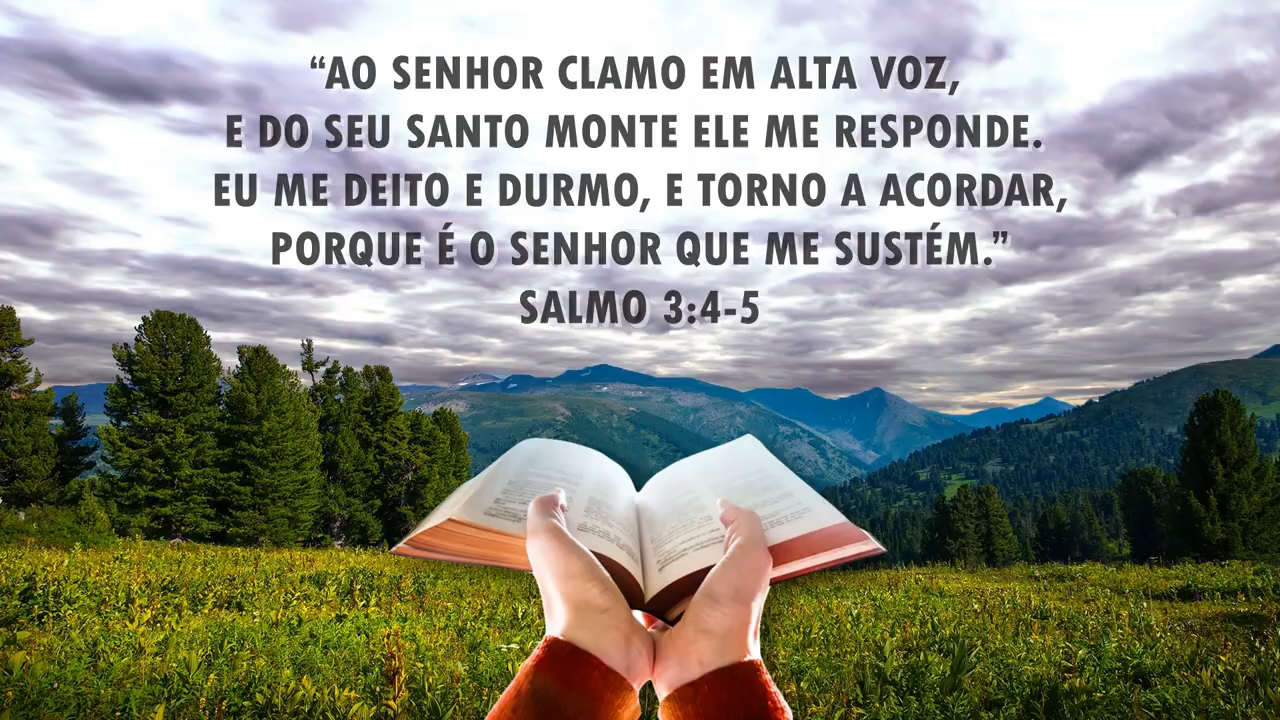 “AO SENHOR CLAMO EM ALTA VOZ,
E DO SEU SANTO MONTE ELE ME RESPONDE.
EU ME DEITO E DURMO, E TORNO A ACORDAR,
PORQUE É O SENHOR QUE ME SUSTÉM.”
SALMO 3:4-5